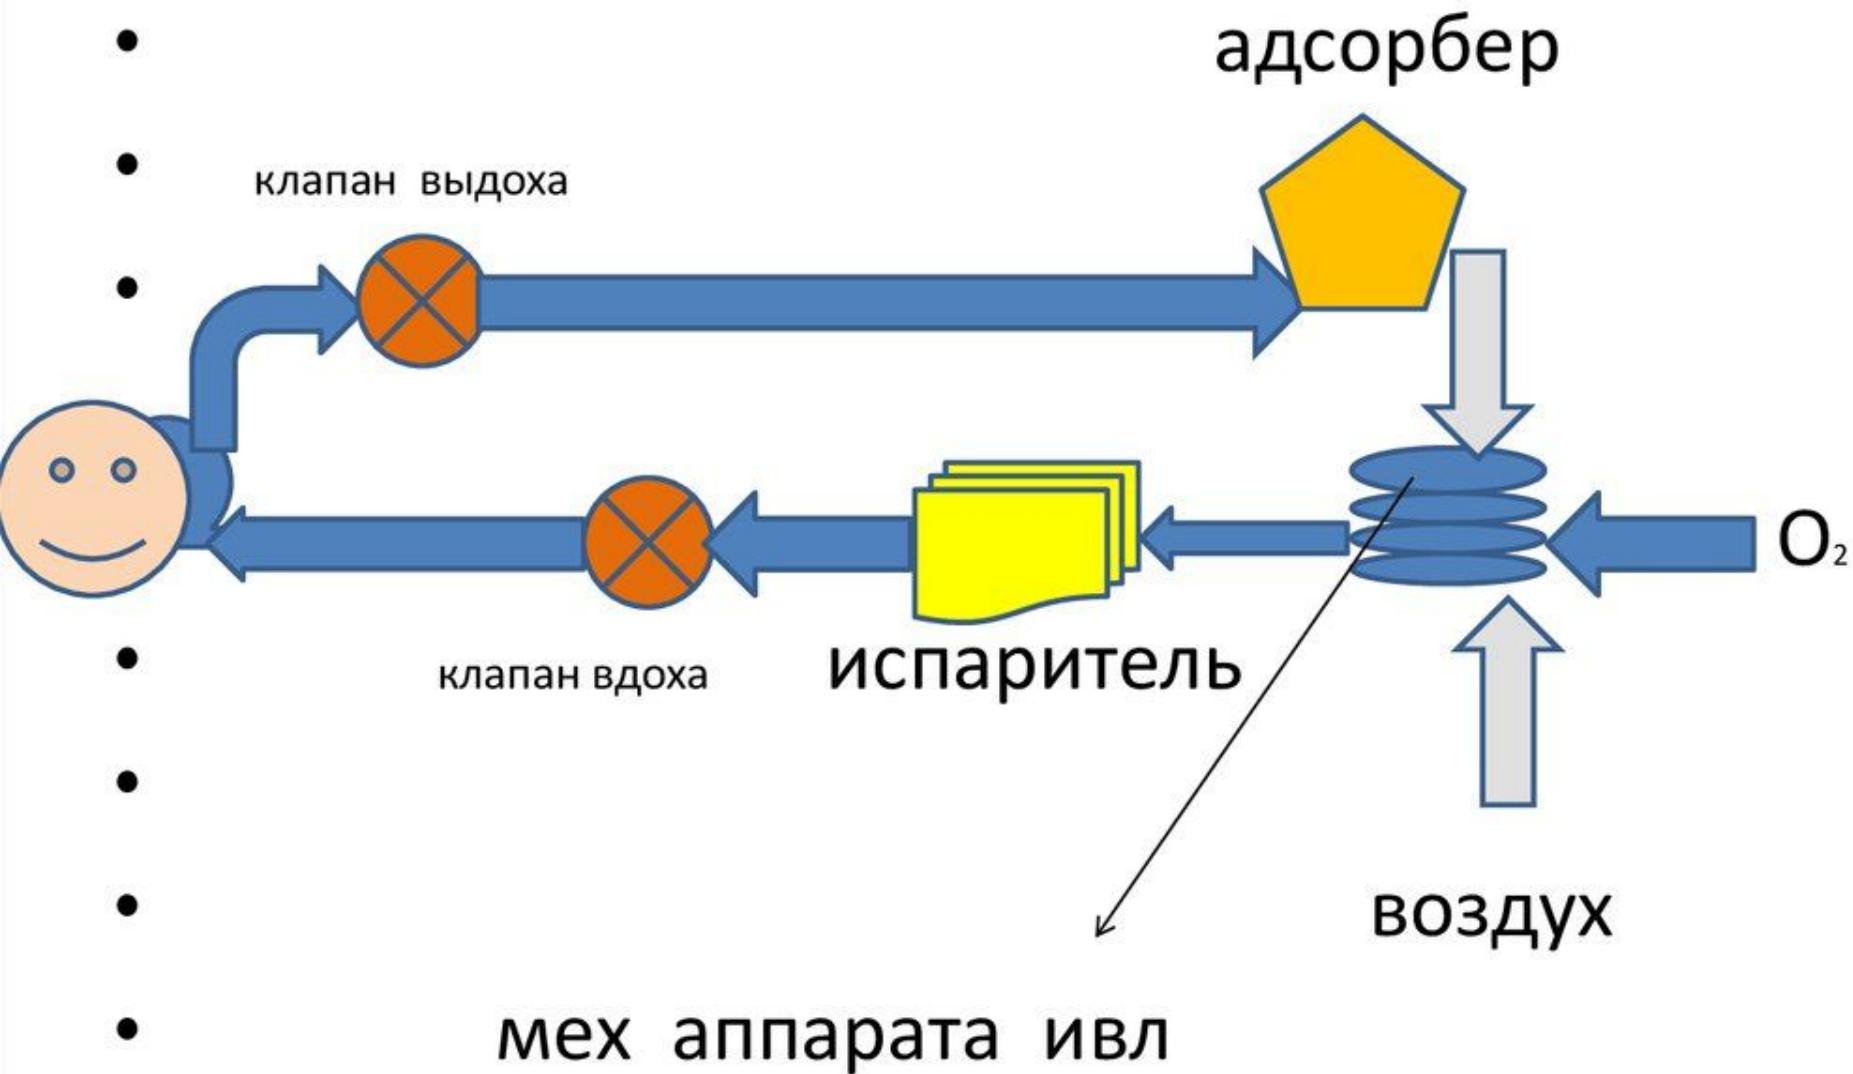 адсорбер
клапан выдоха
O₂
испаритель
клапан вдоха
воздух
мех аппарата ивл